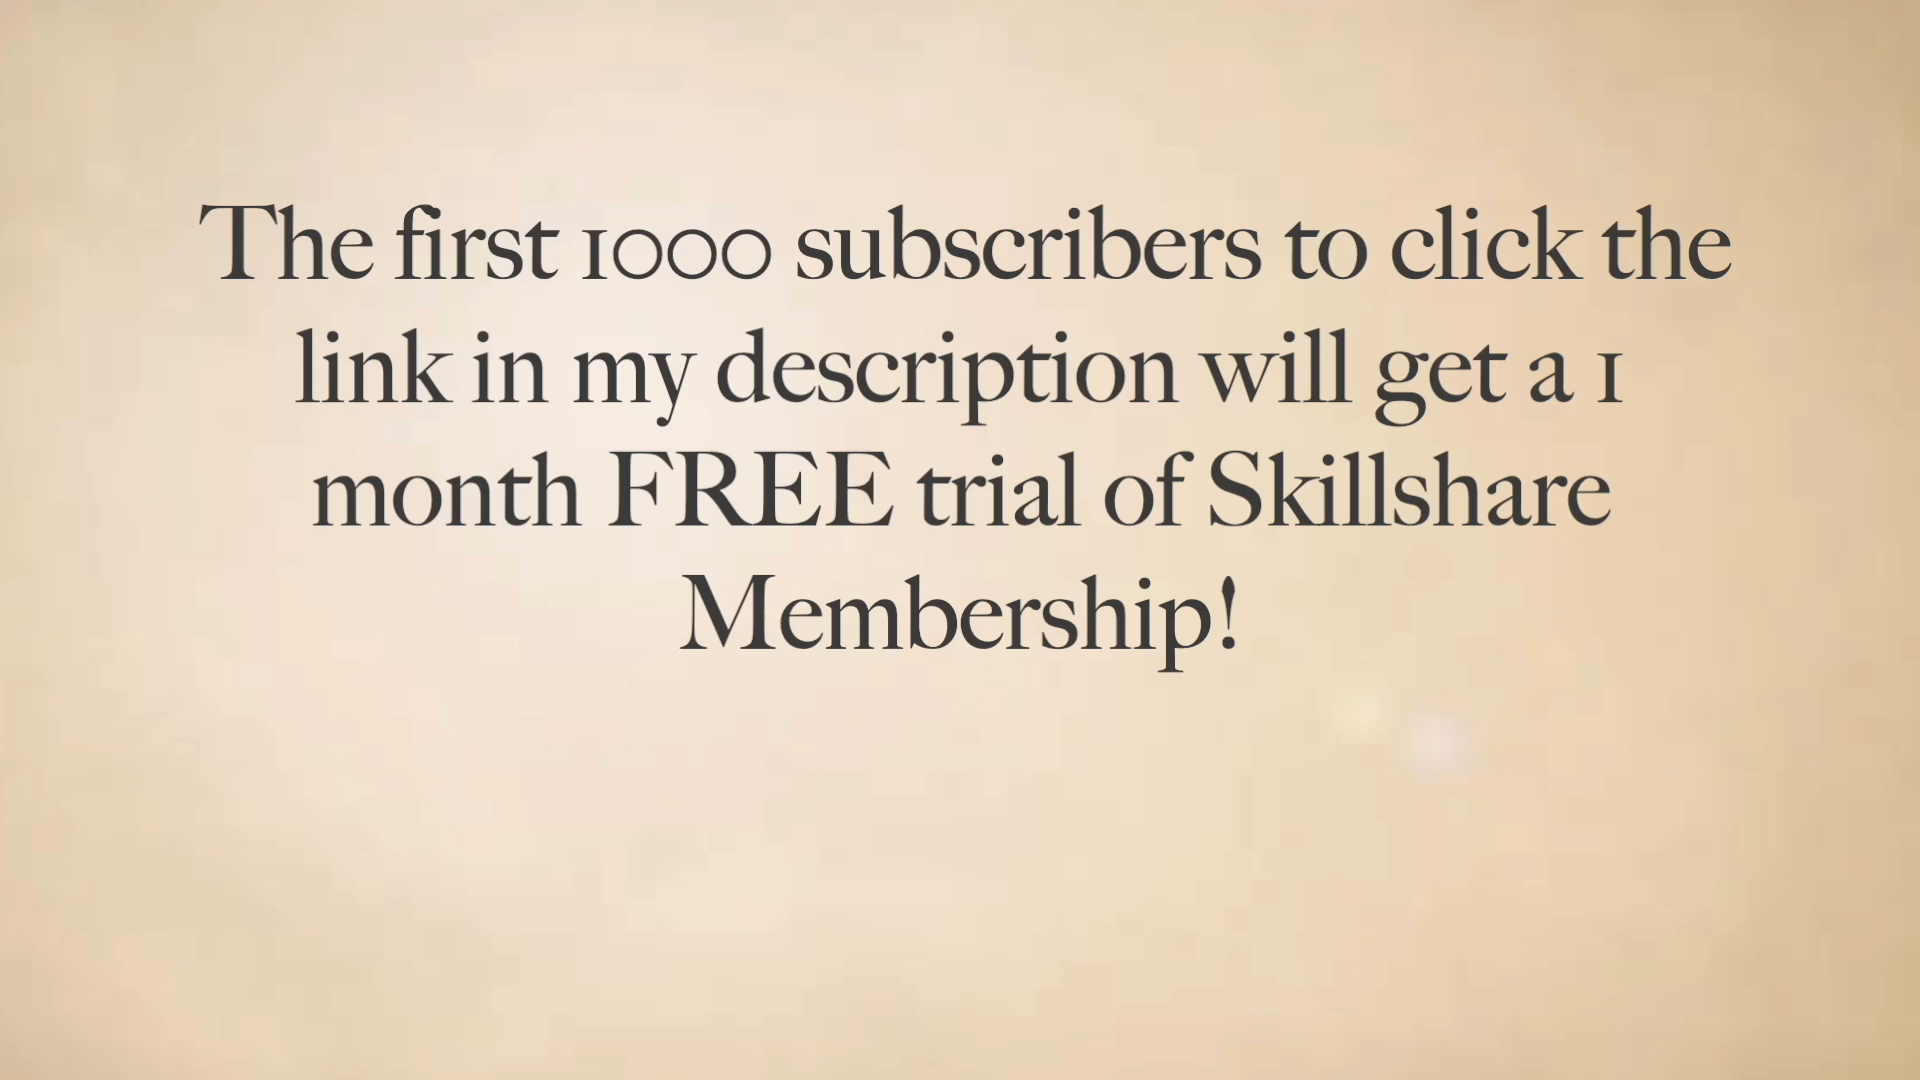 The first 1000 subscribers to click the
link in my description will get a 1
month FREE trial of Skillshare
Membership!